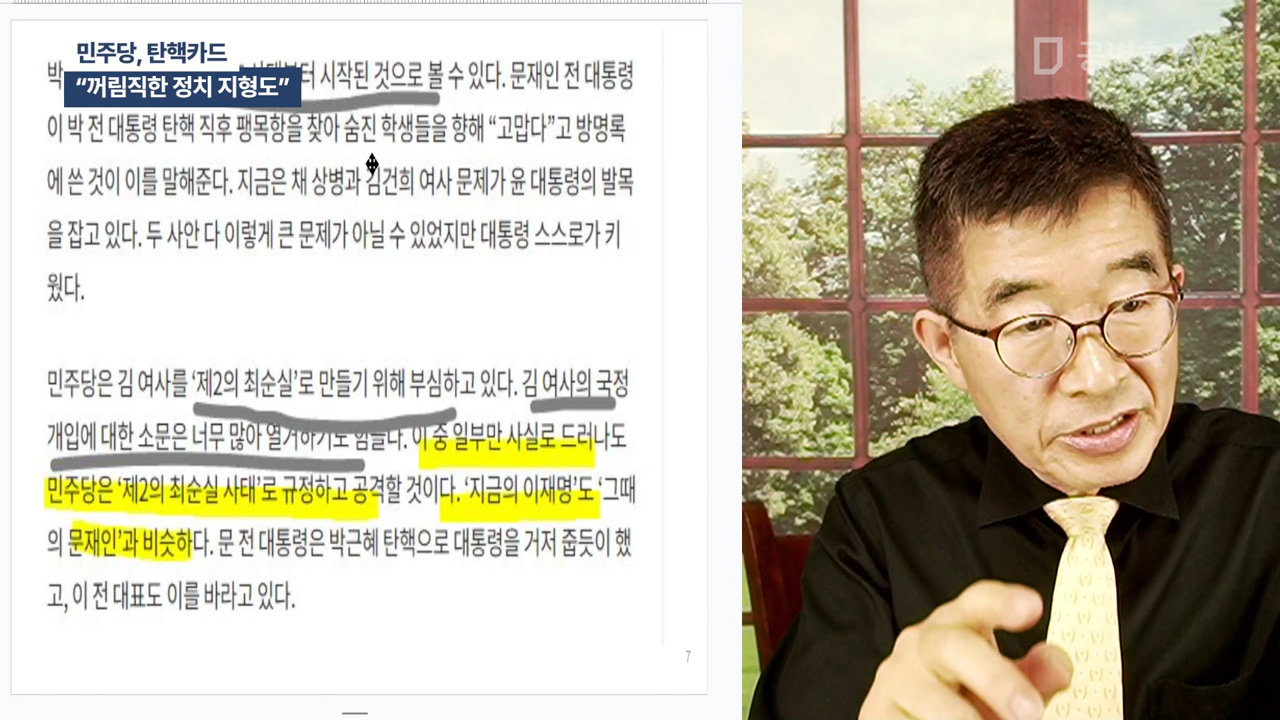 민주당, 탄핵카드
“꺼림직한 정치 지형도”
공병호TV
박 시작된 것으로 볼 수 있다. 문재인 전 대통령
이 박 전 대통령 탄핵 직후 팽목항을 찾아 숨진 학생들을 향해 “고맙다”고 방명록
에 쓴 것이 이를 말해준다. 지금은 채 상병과 김건희 여사 문제가 윤 대통령의 발목
을 잡고 있다. 두 사안 다 이렇게 큰 문제가 아닐 수 있었지만 대통령 스스로가 키
웠다.
민주당은 김 여사를 ‘제2의 최순실’로 만들기 위해 부심하고 있다. 김 여사의 국정
개입에 대한 소문은 너무 많아 열거하기도 힘들다. 이 중 일부만 사실로 드러나도
민주당은 ‘제2의 최순실 사태’로 규정하고 공격할 것이다. ‘지금의 이재명’도 ‘그때
의 문재인’과 비슷하다. 문 전 대통령은 박근혜 탄핵으로 대통령을 거저 줍듯이 했
고, 이 전 대표도 이를 바라고 있다.
7